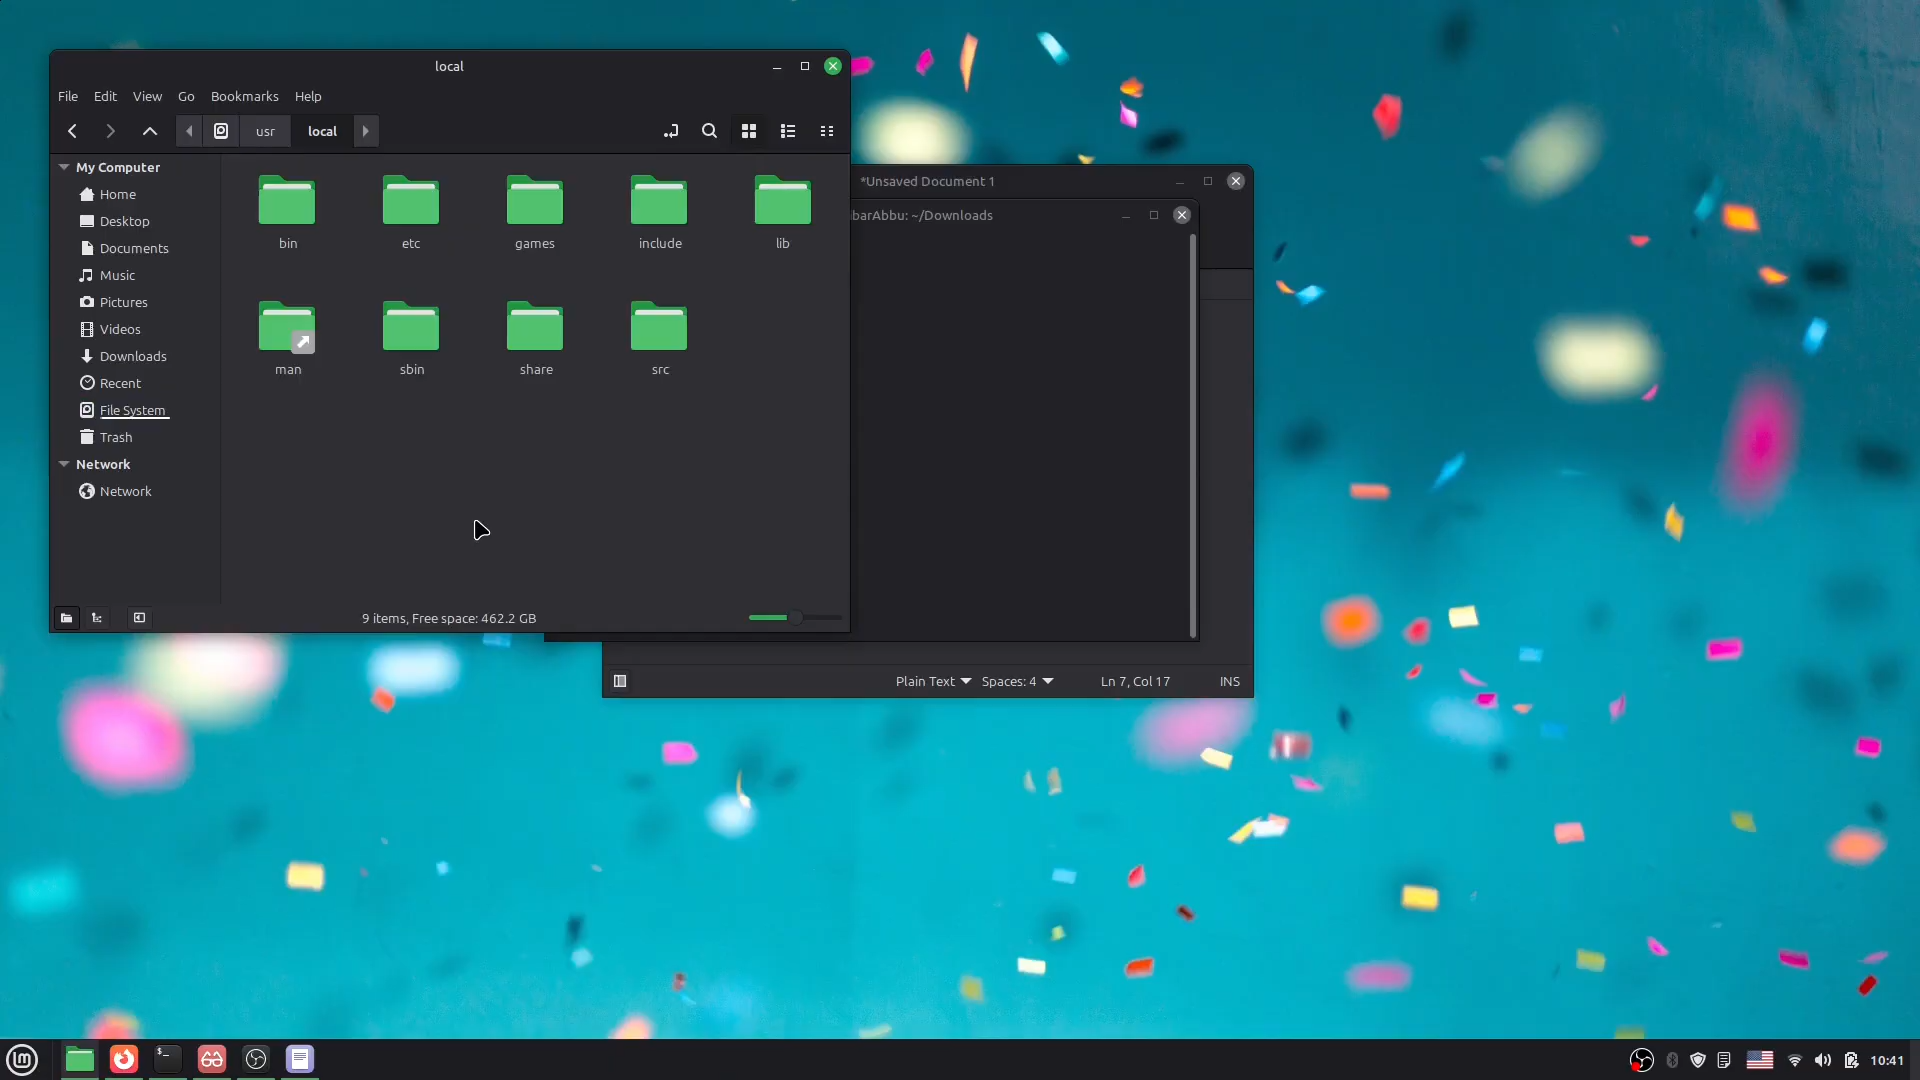 local
File Edit View Go Bookmarks Help
usr local
My Computer
Home
Desktop
Documents
Music
Pictures
Videos
Downloads
Recent
File System
Trash
Network
Network
bin etc games include lib
man sbin share src
9 items, Free space: 462.2 GB
*Unsaved Document 1
barAbbu: ~/Downloads
Plain Text Spaces: 4 Ln 7, Col 17 INS
10:41